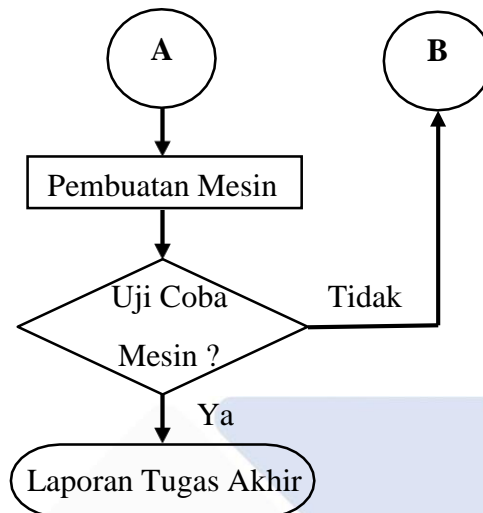 A
B
Pembuatan Mesin
Uji Coba
Tidak
Mesin ?
Ya
Laporan Tugas Akhir